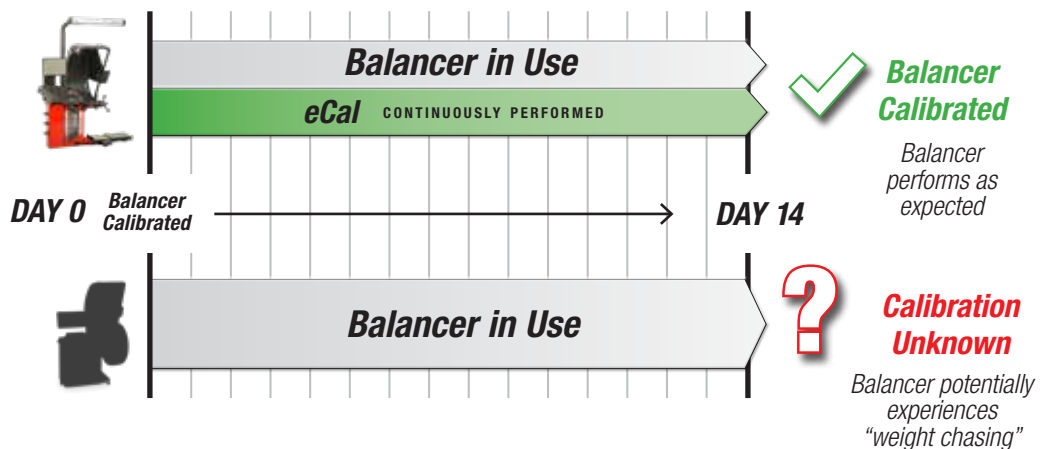 Balancer in Use
eCal CONTINUOUSLY PERFORMED
Balancer
Calibrated
Balancer
performs as
expected
DAY 0
Balancer
Calibrated
DAY 14
Balancer in Use
?
Calibration
Unknown
Balancer potentially
experiences
“weight chasing”